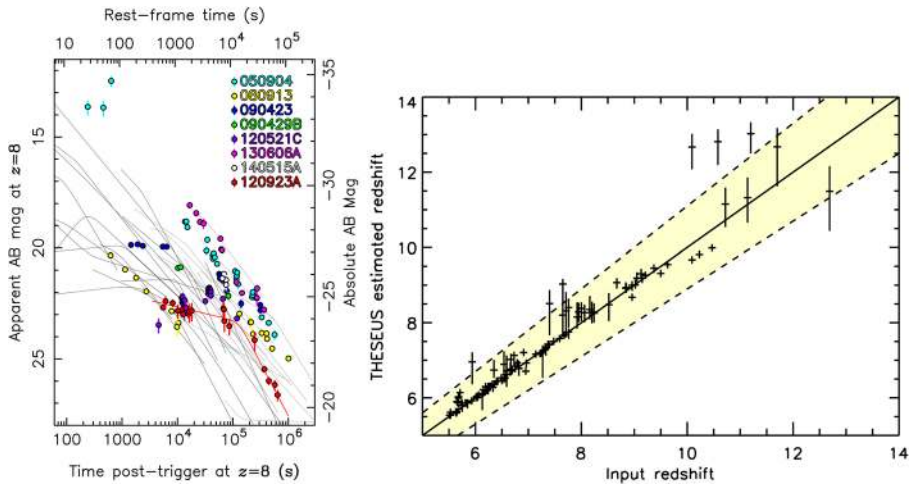 Rest-frame time (s)
10 100 1000 10⁴ 10⁵
050904
080913
090423
090429B
120521C
130606A
140515A
120923A
Apparent AB mag at z=8
15
20
25
Absolute AB Mag
−35
−30
−25
−20
100 1000 10⁴ 10⁵ 10⁶
Time post-trigger at z=8 (s)
THESEUS estimated redshift
14
12
10
8
6
6 8 10 12 14
Input redshift